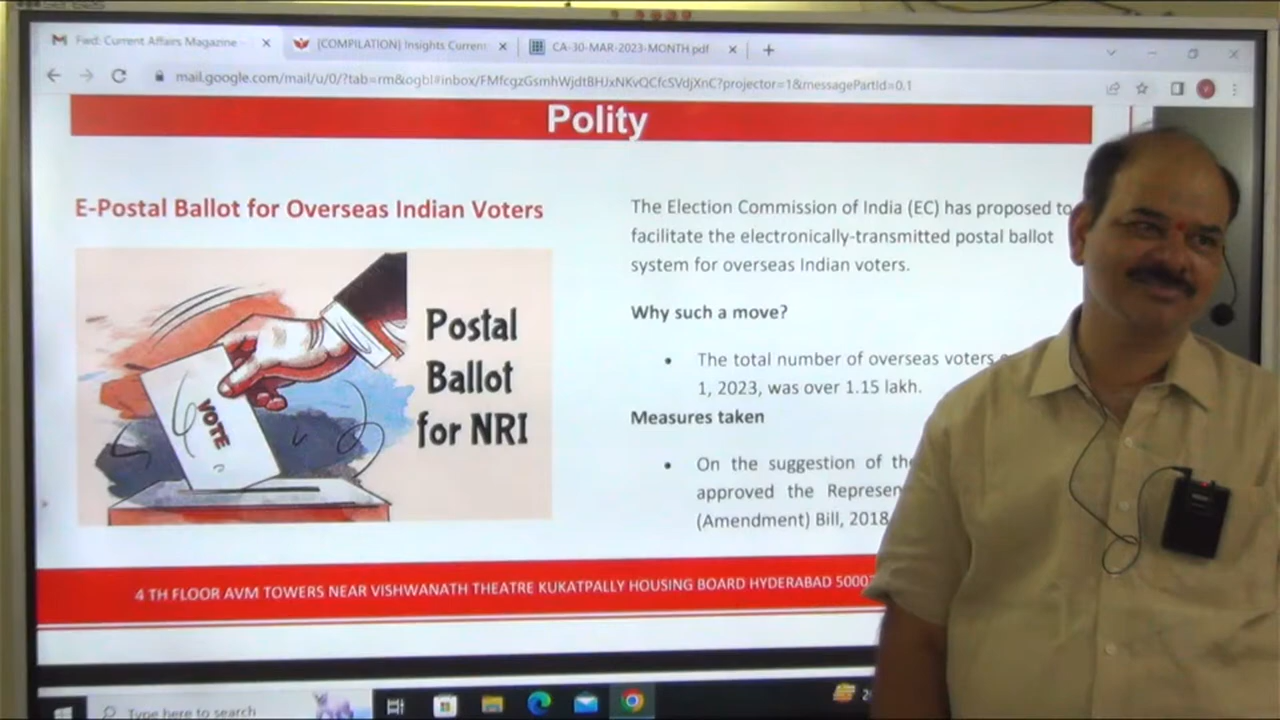 Fwd: Current Affairs Magazine
[COMPILATION] Insights Current
CA-30-MAR-2023-MONTH pdf
mail.google.com/mail/u/0/?tab=rm&ogbl#inbox/FMfcgzGsmhWjdtBHJxNKvQCfcSVdjXnC?projector=1&messagePartId=0.1
Polity
E-Postal Ballot for Overseas Indian Voters
VOTE
Postal
Ballot
for NRI
The Election Commission of India (EC) has proposed to
facilitate the electronically-transmitted postal ballot
system for overseas Indian voters.
Why such a move?
• The total number of overseas voters
1, 2023, was over 1.15 lakh.
Measures taken
• On the suggestion of the
approved the Represen
(Amendment) Bill, 2018
4 TH FLOOR AVM TOWERS NEAR VISHWANATH THEATRE KUKATPALLY HOUSING BOARD HYDERABAD 5000
Type here to search